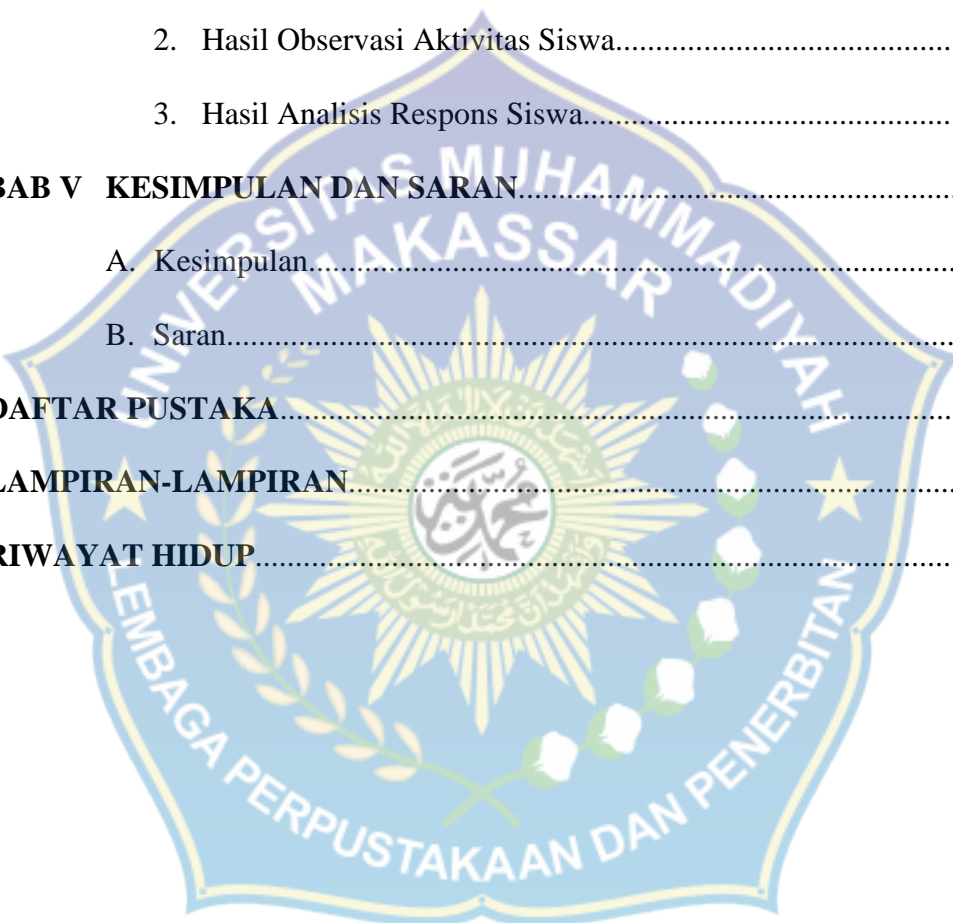 2. Hasil Observasi Aktivitas Siswa.....................................
3. Hasil Analisis Respons Siswa.........................................
BAB V KESIMPULAN DAN SARAN.................................................
A. Kesimpulan.........................................................................
B. Saran...................................................................................
DAFTAR PUSTAKA...............................................................................
LAMPIRAN-LAMPIRAN.......................................................................
RIWAYAT HIDUP..................................................................................
UNIVERSITAS MUHAMMADIYAH
MAKASSAR
LEMBAGA PERPUSTAKAAN DAN PENERBITAN